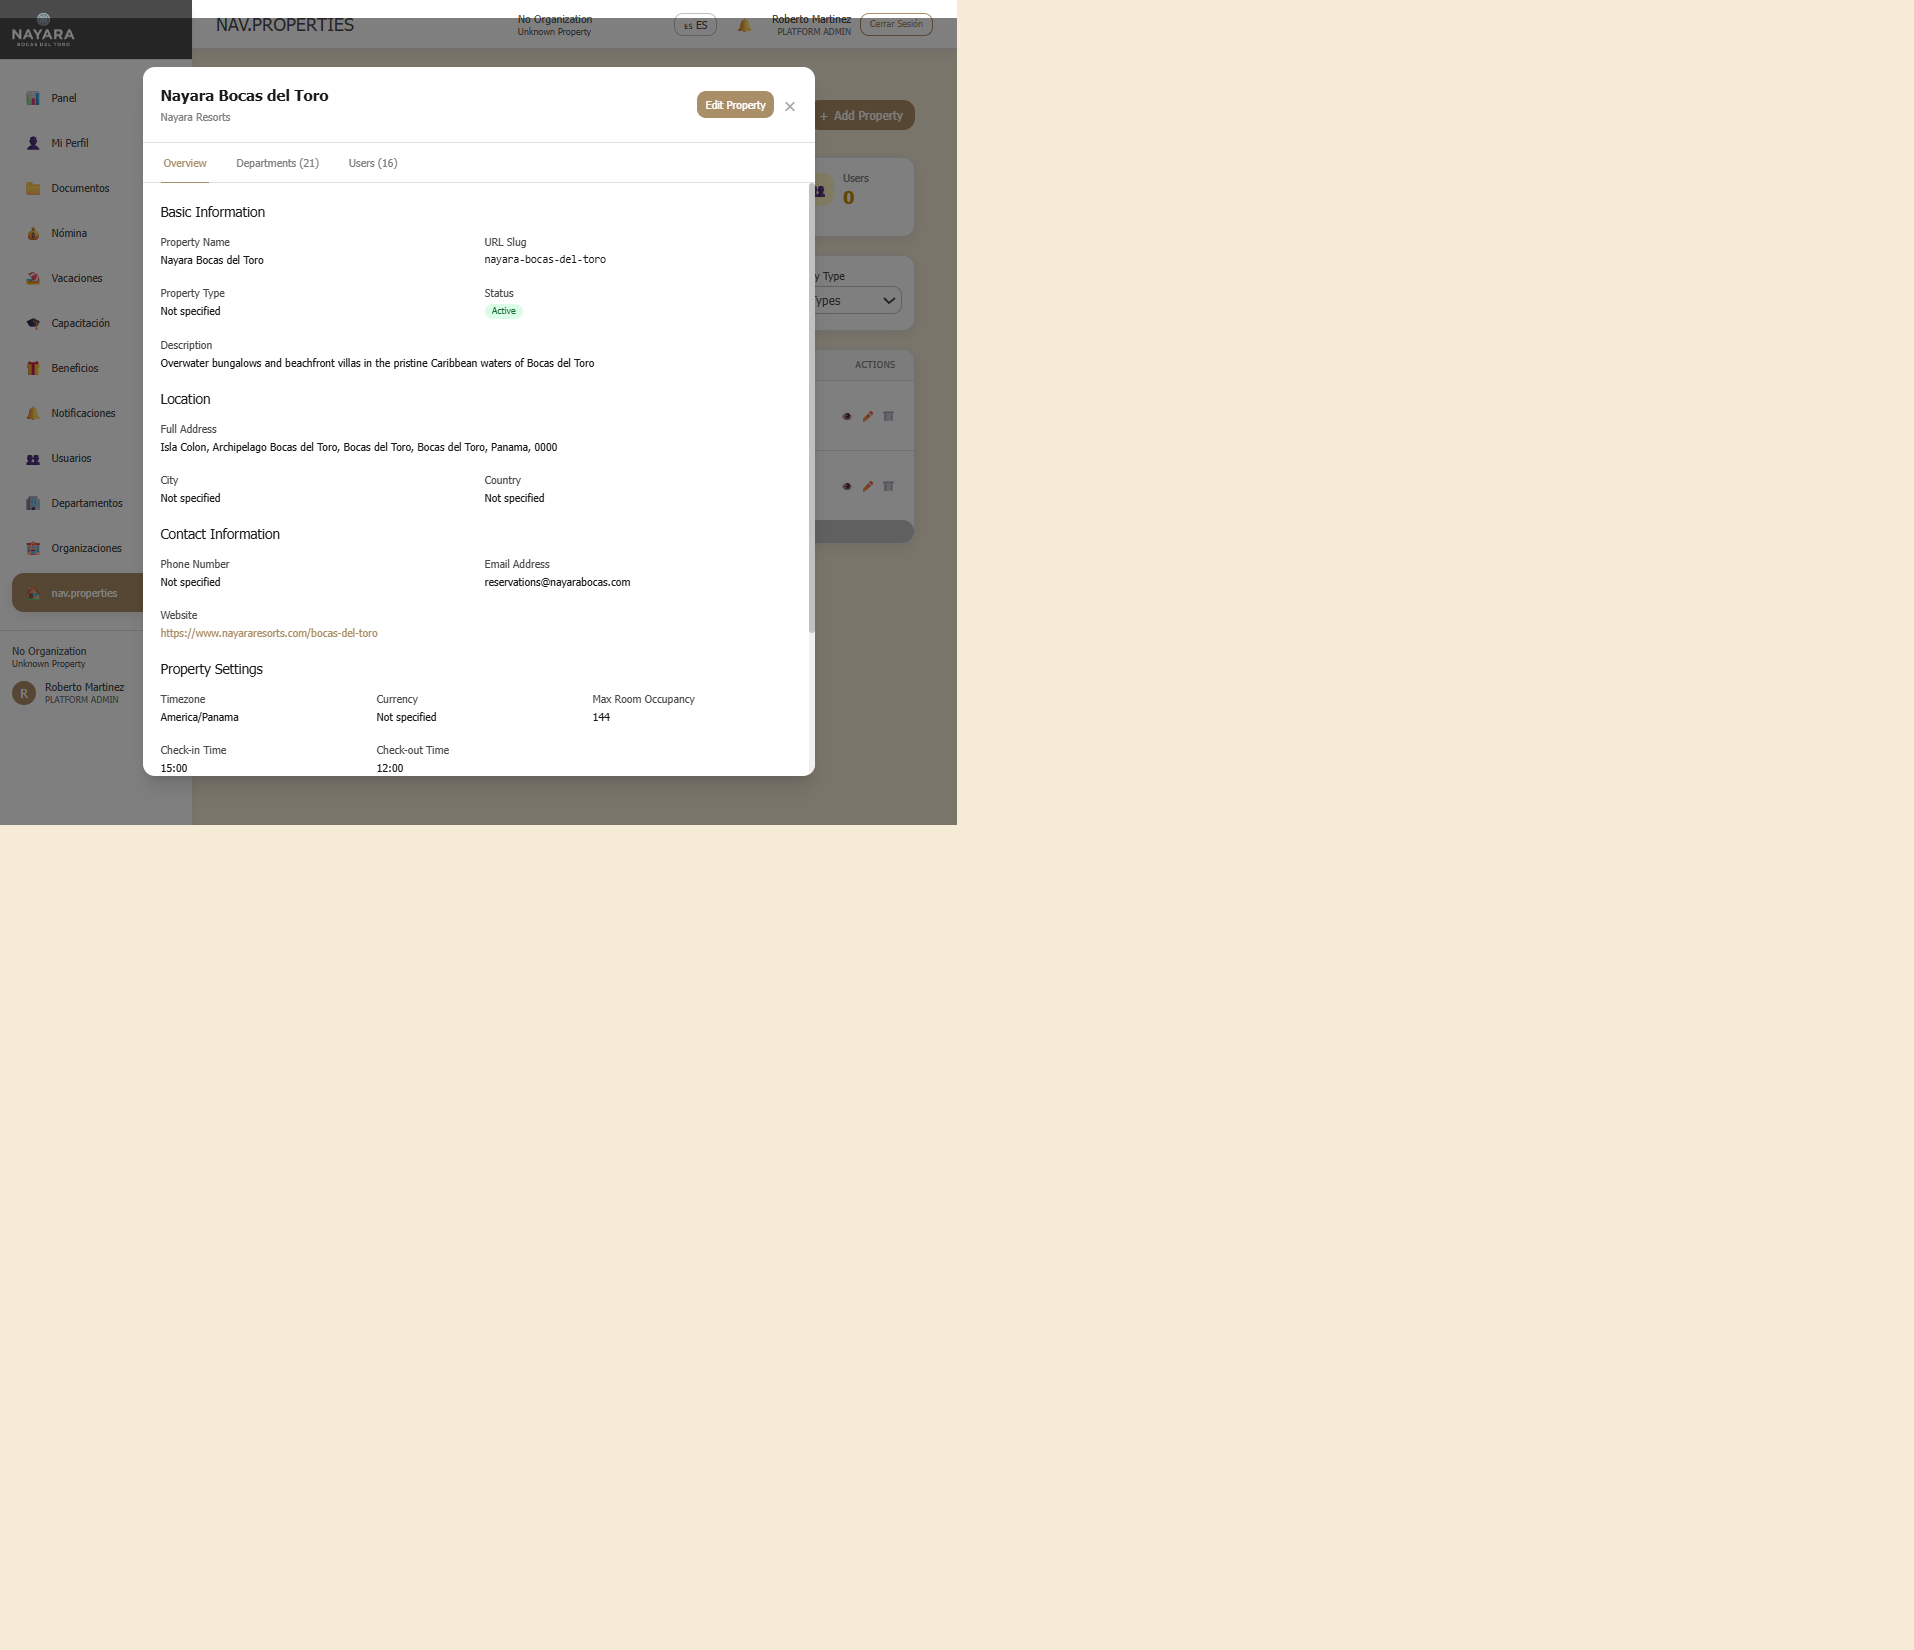 NAYARA
BOCAS DEL TORO
NAV.PROPERTIES
No Organization
Unknown Property
ES ES
Roberto Martinez
PLATFORM ADMIN
Cerrar Sesión
Panel
Mi Perfil
Documentos
Nómina
Vacaciones
Capacitación
Beneficios
Notificaciones
Usuarios
Departamentos
Organizaciones
nav.properties
No Organization
Unknown Property
R
Roberto Martinez
PLATFORM ADMIN
Nayara Bocas del Toro
Nayara Resorts
Edit Property
×
Overview
Departments (21)
Users (16)
Basic Information
Property Name
Nayara Bocas del Toro
URL Slug
nayara-bocas-del-toro
Property Type
Not specified
Status
Active
Description
Overwater bungalows and beachfront villas in the pristine Caribbean waters of Bocas del Toro
Location
Full Address
Isla Colon, Archipelago Bocas del Toro, Bocas del Toro, Bocas del Toro, Panama, 0000
City
Not specified
Country
Not specified
Contact Information
Phone Number
Not specified
Email Address
reservations@nayarabocas.com
Website
https://www.nayararesorts.com/bocas-del-toro
Property Settings
Timezone
America/Panama
Currency
Not specified
Max Room Occupancy
144
Check-in Time
15:00
Check-out Time
12:00
+ Add Property
Users
0
y Type
Types
ACTIONS